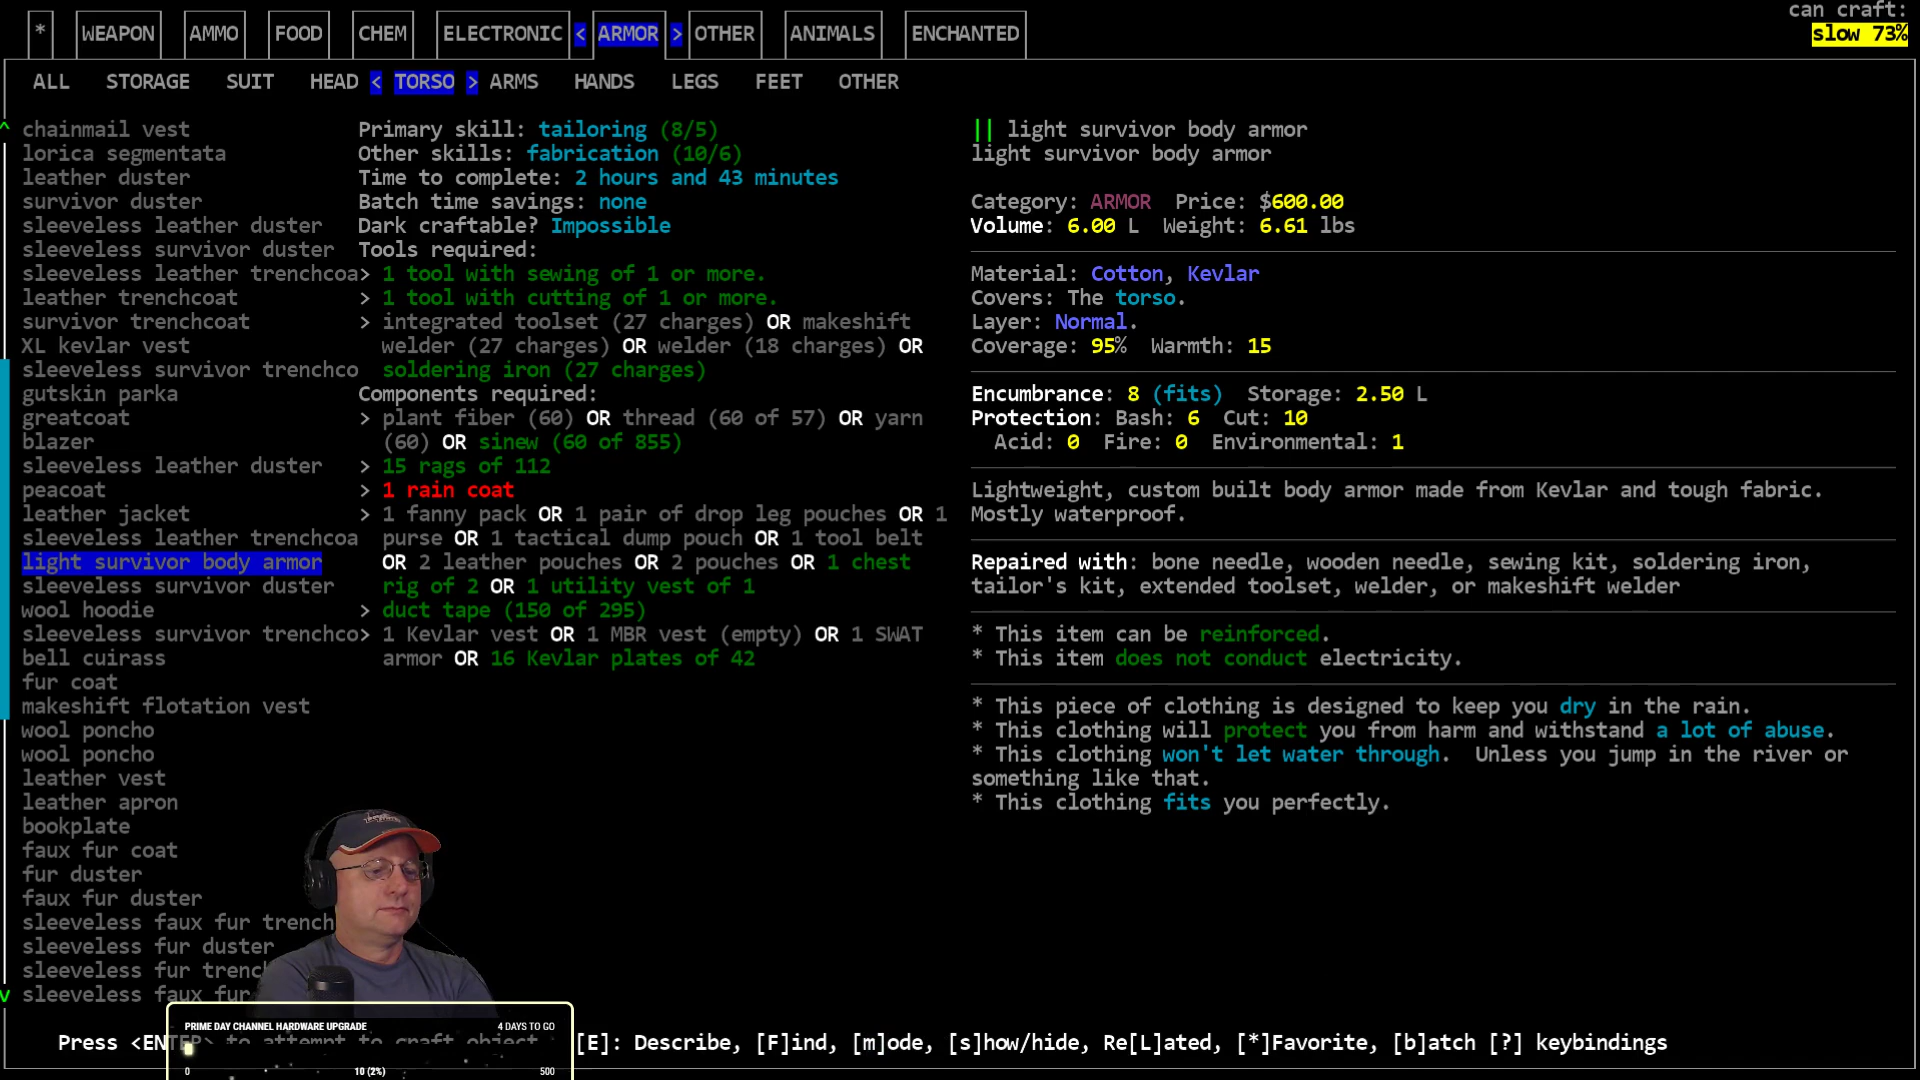 can craft:
* WEAPON AMMO FOOD CHEM ELECTRONIC < ARMOR > OTHER ANIMALS ENCHANTED
slow 73%
ALL STORAGE SUIT HEAD < TORSO > ARMS HANDS LEGS FEET OTHER
^ chainmail vest
lorica segmentata
leather duster
survivor duster
sleeveless leather duster
sleeveless survivor duster
sleeveless leather trenchcoa
leather trenchcoat
survivor trenchcoat
XL kevlar vest
sleeveless survivor trenchco
gutskin parka
greatcoat
blazer
sleeveless leather duster
peacoat
leather jacket
sleeveless leather trenchcoa
light survivor body armor
sleeveless survivor duster
wool hoodie
sleeveless survivor trenchco
bell cuirass
fur coat
makeshift flotation vest
wool poncho
wool poncho
leather vest
leather apron
bookplate
faux fur coat
fur duster
faux fur duster
sleeveless faux fur trench
sleeveless fur duster
sleeveless fur trenc
v sleeveless faux fur
Primary skill: tailoring (8/5)
Other skills: fabrication (10/6)
Time to complete: 2 hours and 43 minutes
Batch time savings: none
Dark craftable? Impossible
Tools required:
> 1 tool with sewing of 1 or more.
> 1 tool with cutting of 1 or more.
> integrated toolset (27 charges) OR makeshift
welder (27 charges) OR welder (18 charges) OR
soldering iron (27 charges)
Components required:
> plant fiber (60) OR thread (60 of 57) OR yarn
(60) OR sinew (60 of 855)
> 15 rags of 112
> 1 rain coat
> 1 fanny pack OR 1 pair of drop leg pouches OR 1
purse OR 1 tactical dump pouch OR 1 tool belt
OR 2 leather pouches OR 2 pouches OR 1 chest
rig of 2 OR 1 utility vest of 1
> duct tape (150 of 295)
> 1 Kevlar vest OR 1 MBR vest (empty) OR 1 SWAT
armor OR 16 Kevlar plates of 42
|| light survivor body armor
light survivor body armor
Category: ARMOR Price: $600.00
Volume: 6.00 L Weight: 6.61 lbs
Material: Cotton, Kevlar
Covers: The torso.
Layer: Normal.
Coverage: 95% Warmth: 15
Encumbrance: 8 (fits) Storage: 2.50 L
Protection: Bash: 6 Cut: 10
Acid: 0 Fire: 0 Environmental: 1
Lightweight, custom built body armor made from Kevlar and tough fabric.
Mostly waterproof.
Repaired with: bone needle, wooden needle, sewing kit, soldering iron,
tailor's kit, extended toolset, welder, or makeshift welder
* This item can be reinforced.
* This item does not conduct electricity.
* This piece of clothing is designed to keep you dry in the rain.
* This clothing will protect you from harm and withstand a lot of abuse.
* This clothing won't let water through. Unless you jump in the river or
something like that.
* This clothing fits you perfectly.
Press <ENTER> to attempt to craft object [E]: Describe, [F]ind, [m]ode, [s]how/hide, Re[L]ated, [*]Favorite, [b]atch [?] keybindings
PRIME DAY CHANNEL HARDWARE UPGRADE 4 DAYS TO GO
0 10 (2%) 500